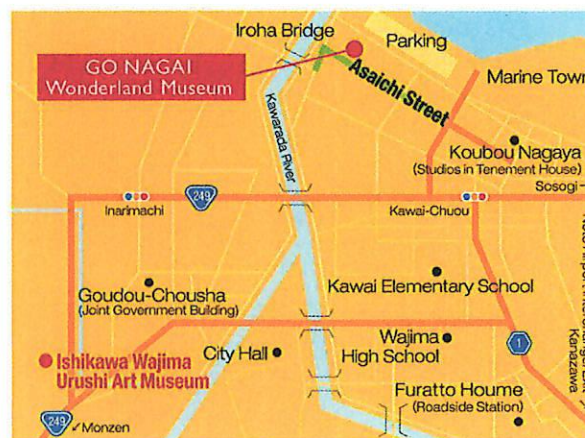 Iroha Bridge
Parking
GO NAGAI
Wonderland Museum
Asaichi Street
Marine Town
Kawarada River
Koubou Nagaya
(Studios in Tenement House)
Sosogi
249
Inarimachi
Kawai-Chuou
Goudou-Chousha
(Joint Government Building)
Kawai Elementary School
City Hall
Wajima
High School
1
Kanazawa
Ishikawa Wajima
Urushi Art Museum
Furatto Houme
(Roadside Station)
249
Monzen